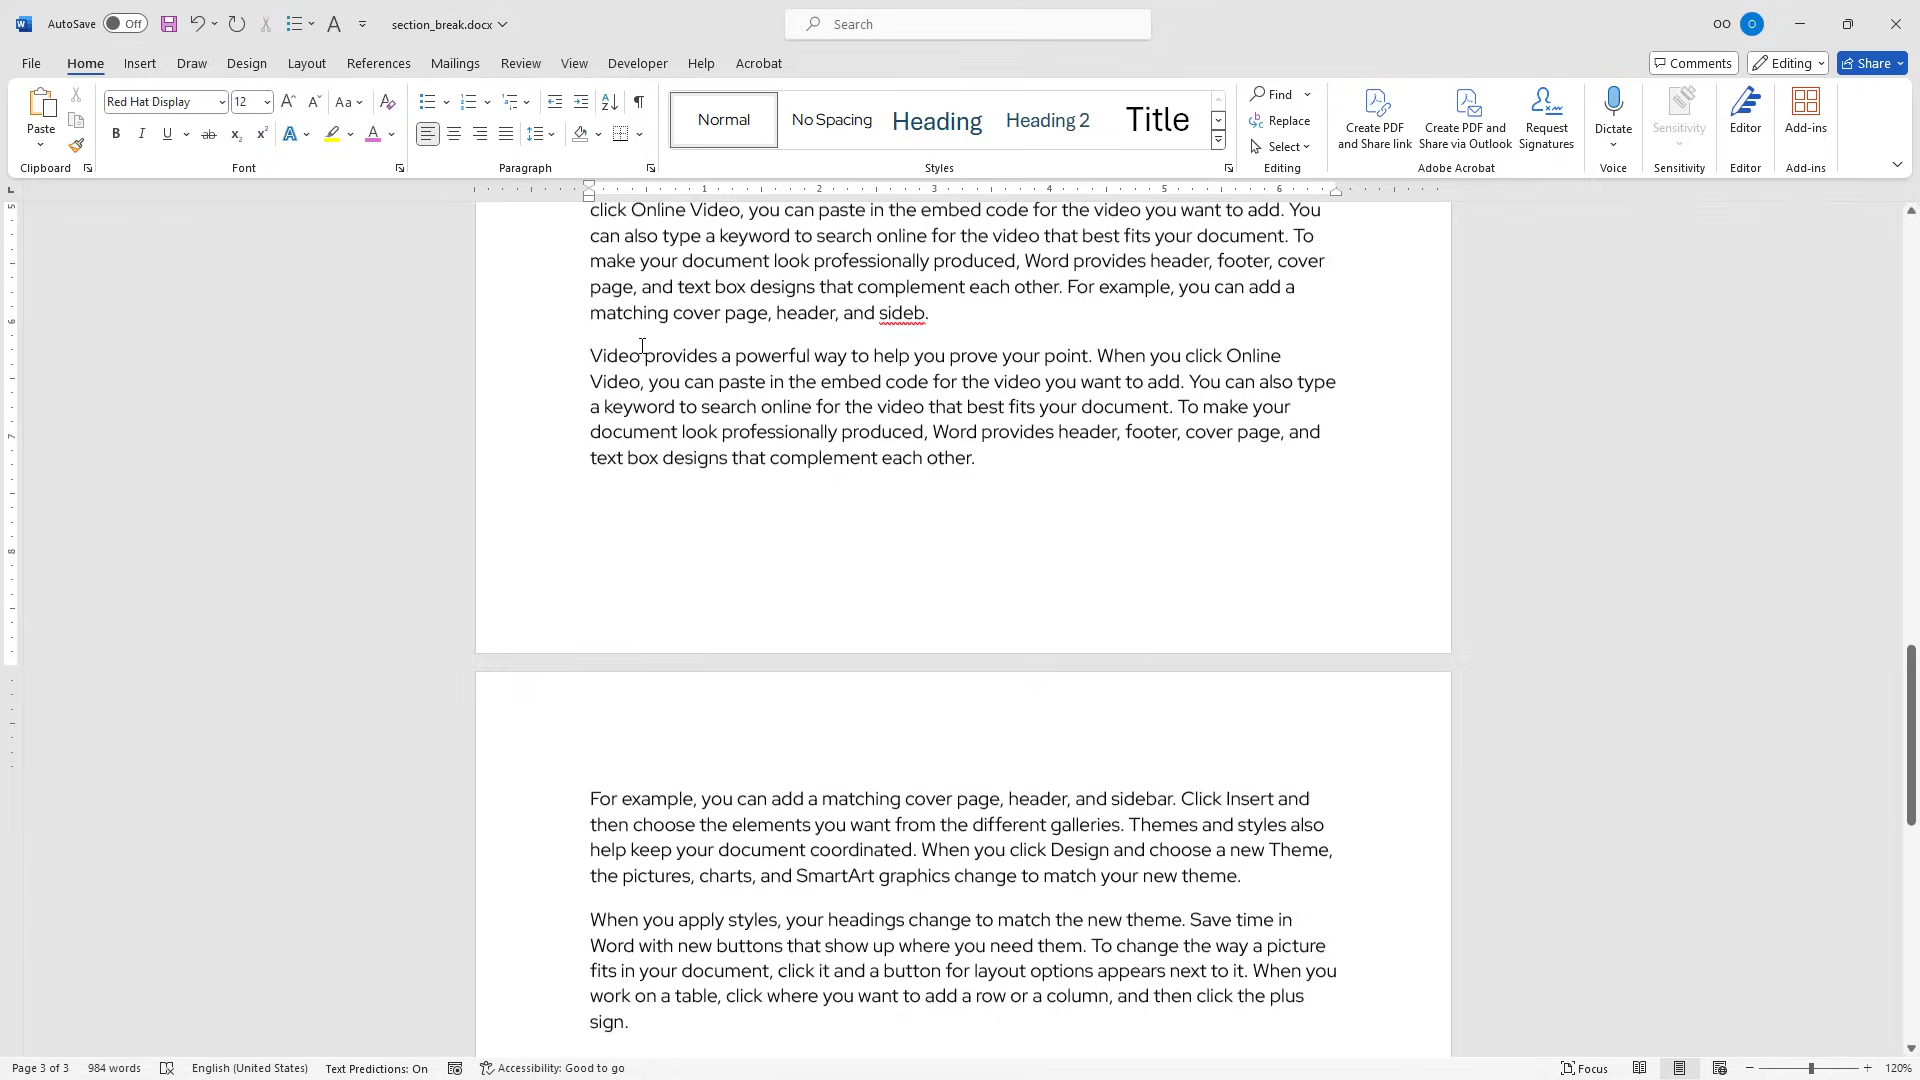 AutoSave Off section_break.docx Search OO O
File Home Insert Draw Design Layout References Mailings Review View Developer Help Acrobat Comments Editing Share
Paste
Clipboard
Red Hat Display 12 Aa
Font
Paragraph
Normal No Spacing Heading Heading 2 Title
Styles
Find
Replace
Select
Editing
Create PDF
and Share link
Create PDF and
Share via Outlook
Request
Signatures
Adobe Acrobat
Dictate
Voice
Sensitivity
Sensitivity
Editor
Editor
Add-ins
Add-ins
1 2 3 4 5 6
5
6
7
8
click Online Video, you can paste in the embed code for the video you want to add. You
can also type a keyword to search online for the video that best fits your document. To
make your document look professionally produced, Word provides header, footer, cover
page, and text box designs that complement each other. For example, you can add a
matching cover page, header, and sideb.
Video provides a powerful way to help you prove your point. When you click Online
Video, you can paste in the embed code for the video you want to add. You can also type
a keyword to search online for the video that best fits your document. To make your
document look professionally produced, Word provides header, footer, cover page, and
text box designs that complement each other.
For example, you can add a matching cover page, header, and sidebar. Click Insert and
then choose the elements you want from the different galleries. Themes and styles also
help keep your document coordinated. When you click Design and choose a new Theme,
the pictures, charts, and SmartArt graphics change to match your new theme.
When you apply styles, your headings change to match the new theme. Save time in
Word with new buttons that show up where you need them. To change the way a picture
fits in your document, click it and a button for layout options appears next to it. When you
work on a table, click where you want to add a row or a column, and then click the plus
sign.
Page 3 of 3 984 words English (United States) Text Predictions: On Accessibility: Good to go Focus 120%